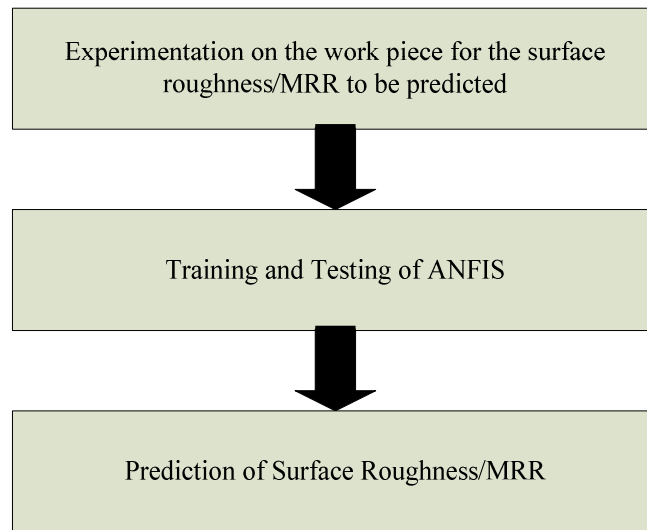 Experimentation on the work piece for the surface
roughness/MRR to be predicted
Training and Testing of ANFIS
Prediction of Surface Roughness/MRR